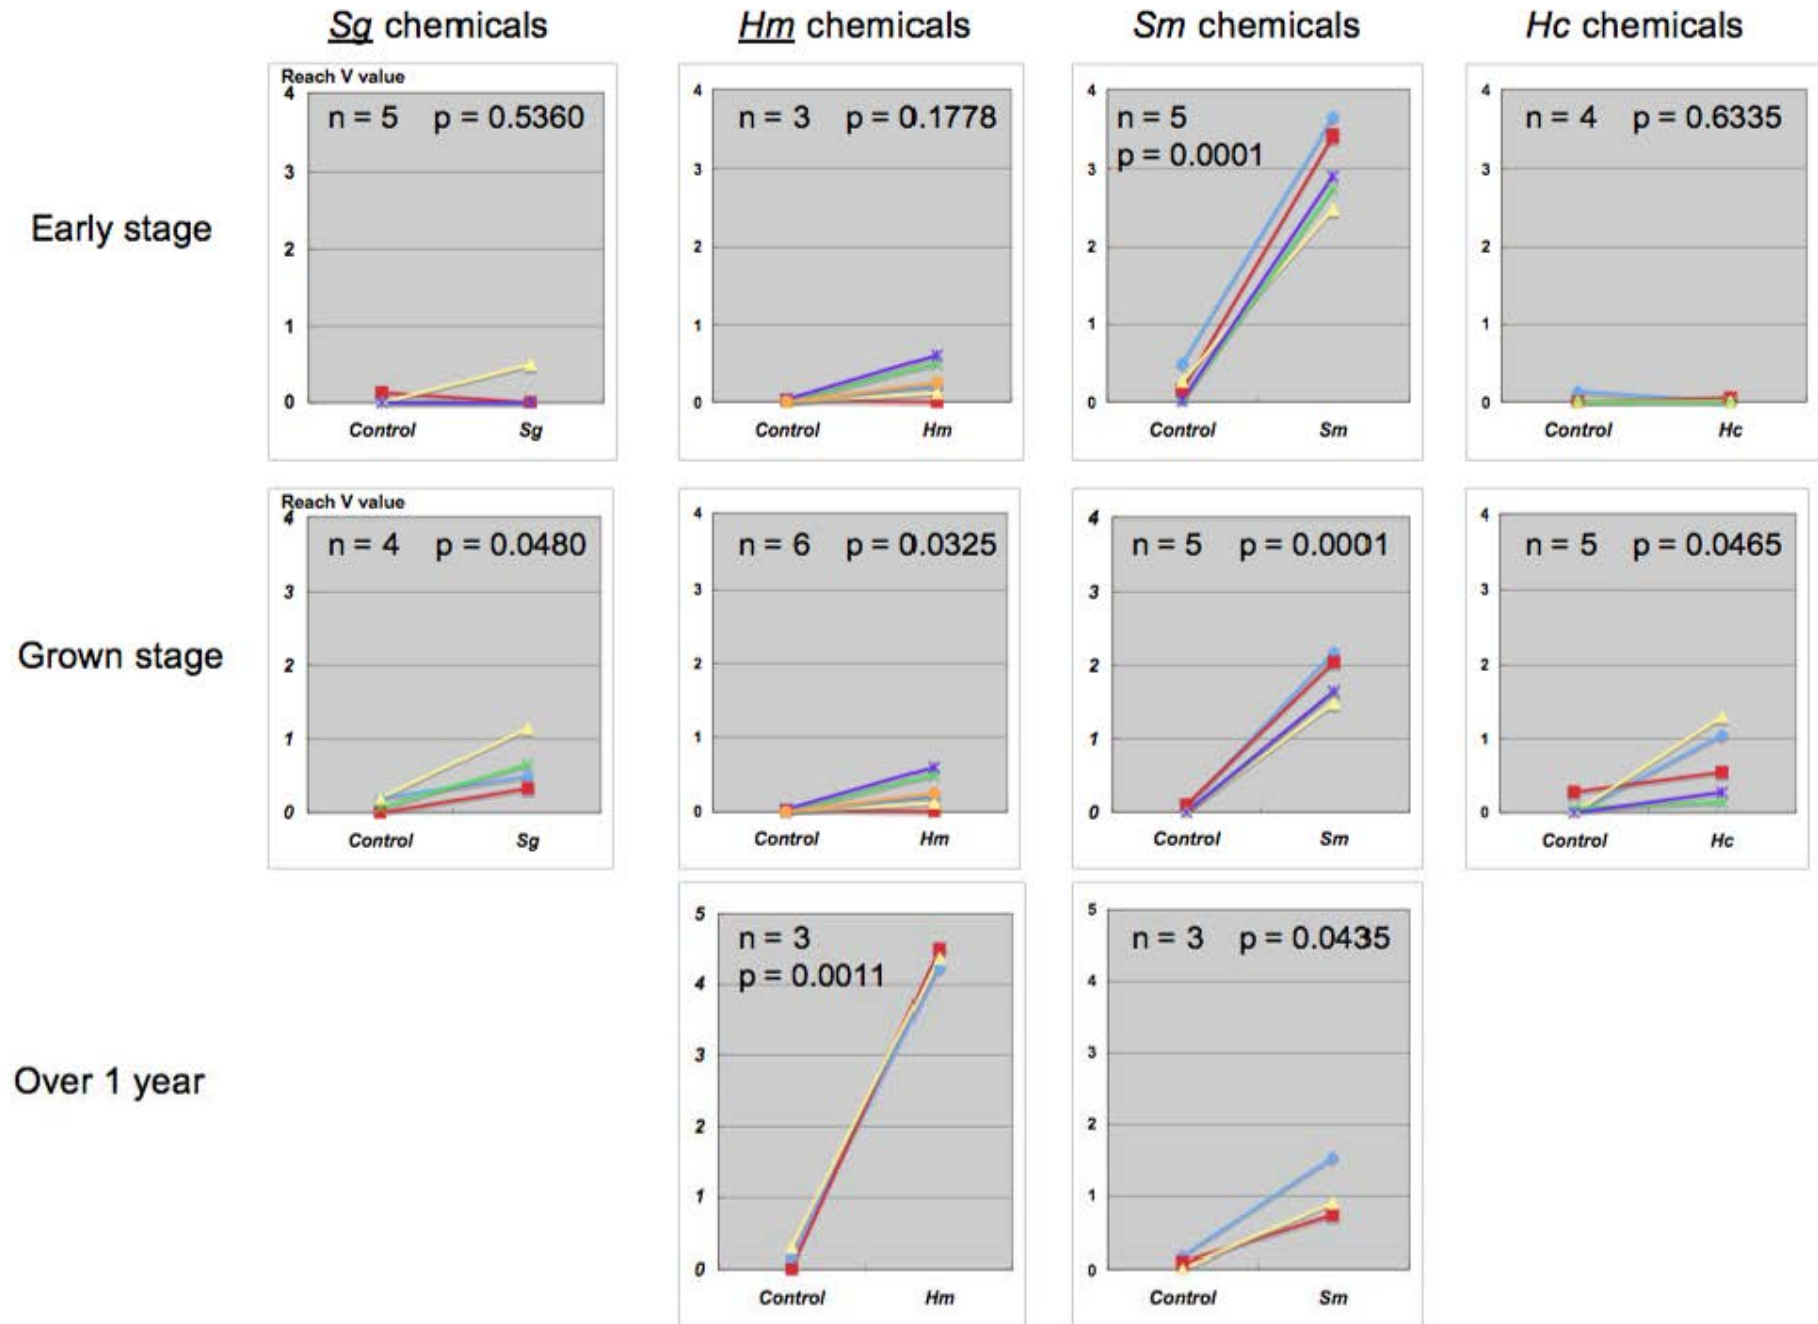 Sg chemicals
Hm chemicals
Sm chemicals
Hc chemicals
Early stage
Reach V value
n = 5 p = 0.5360
4
3
2
1
0
Control Sg
n = 3 p = 0.1778
4
3
2
1
0
Control Hm
n = 5
p = 0.0001
4
3
2
1
0
Control Sm
n = 4 p = 0.6335
4
3
2
1
0
Control Hc
Grown stage
Reach V value
n = 4 p = 0.0480
4
3
2
1
0
Control Sg
n = 6 p = 0.0325
4
3
2
1
0
Control Hm
n = 5 p = 0.0001
4
3
2
1
0
Control Sm
n = 5 p = 0.0465
4
3
2
1
0
Control Hc
Over 1 year
n = 3
p = 0.0011
5
4
3
2
1
0
Control Hm
n = 3 p = 0.0435
5
4
3
2
1
0
Control Sm